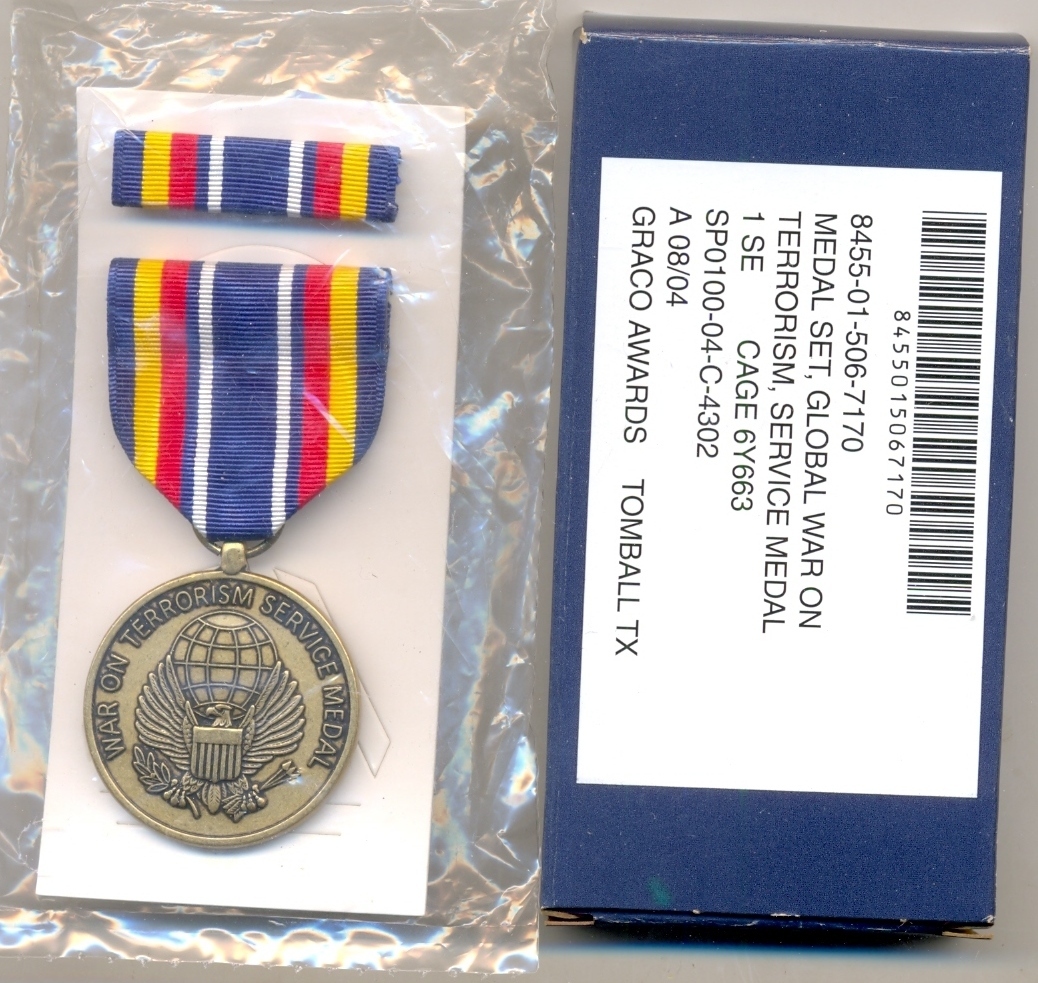 WAR ON TERRORISM SERVICE MEDAL
8455015067170
8455-01-506-7170
MEDAL SET, GLOBAL WAR ON
TERRORISM, SERVICE MEDAL
1 SE CAGE 6Y663
SP0100-04-C-4302
A 08/04
GRACO AWARDS TOMBALL TX